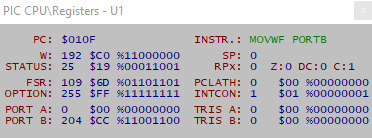 PIC CPU\Registers - U1
PC: $010F INSTR.: MOVWF PORTB
W: 192 $C0 %11000000 SP: 0
STATUS: 25 $19 %00011001 RPX: 0 Z:0 DC:0 C:1
FSR: 109 $6D %01101101 PCLATH: 0 $00 %00000000
OPTION: 255 $FF %11111111 INTCON: 1 $01 %00000001
PORT A: 0 $00 %00000000 TRIS A: 0 $00 %00000000
PORT B: 204 $CC %11001100 TRIS B: 0 $00 %00000000